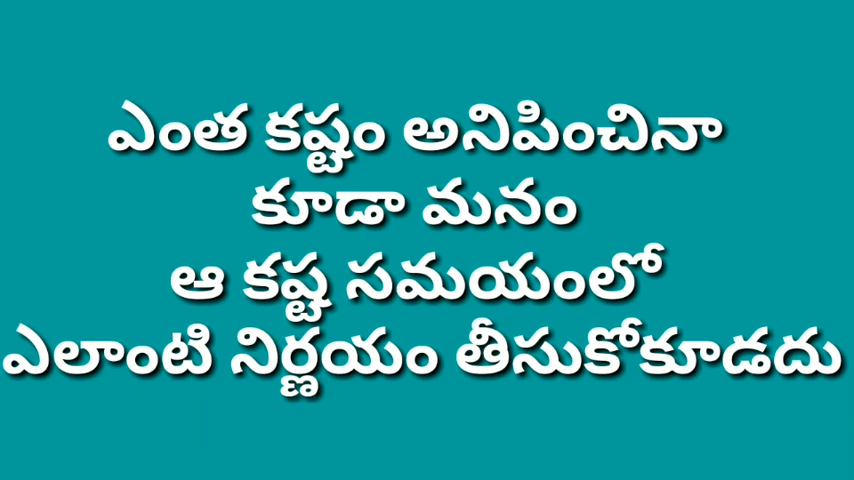 ఎంత కష్టం అనిపించినా
కూడా మనం
ఆ కష్ట సమయంలో
ఎలాంటి నిర్ణయం తీసుకోకూడదు